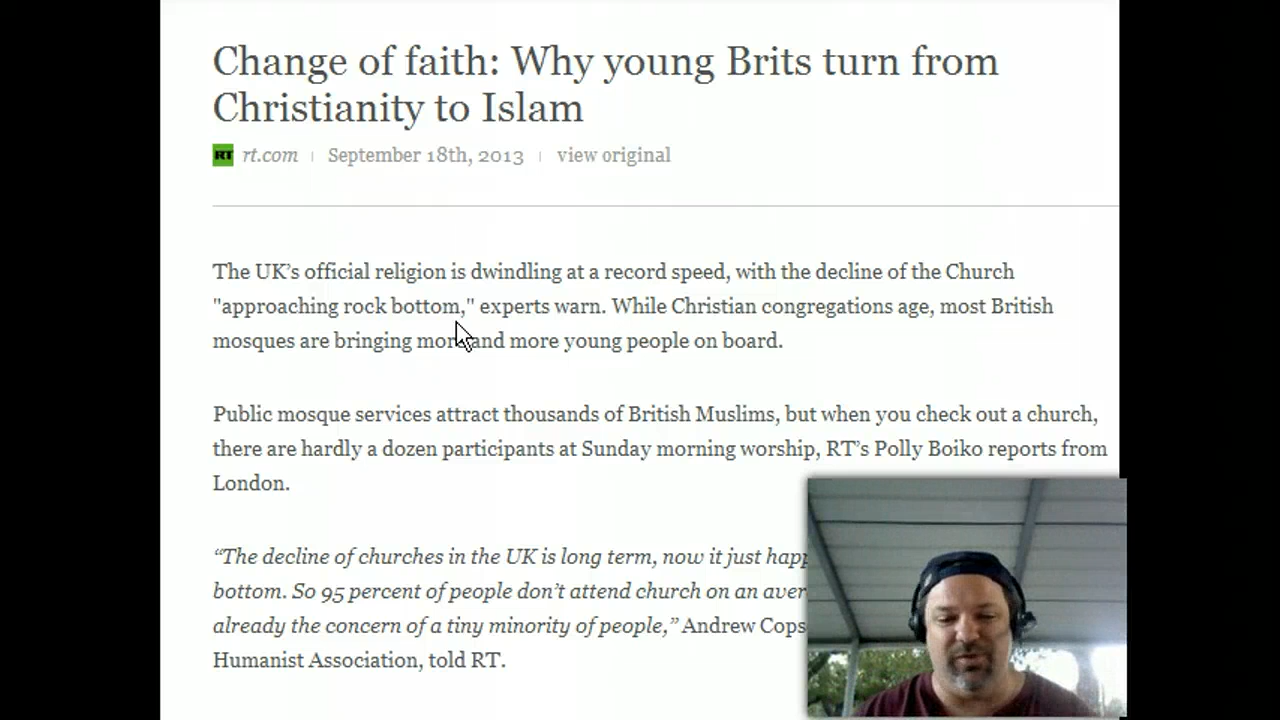 Change of faith: Why young Brits turn from
Christianity to Islam
RT rt.com | September 18th, 2013 | view original
The UK's official religion is dwindling at a record speed, with the decline of the Church
"approaching rock bottom," experts warn. While Christian congregations age, most British
mosques are bringing more and more young people on board.
Public mosque services attract thousands of British Muslims, but when you check out a church,
there are hardly a dozen participants at Sunday morning worship, RT's Polly Boiko reports from
London.
“The decline of churches in the UK is long term, now it just
bottom. So 95 percent of people don't attend church on an
already the concern of a tiny minority of people,” Andrew
Humanist Association, told RT.